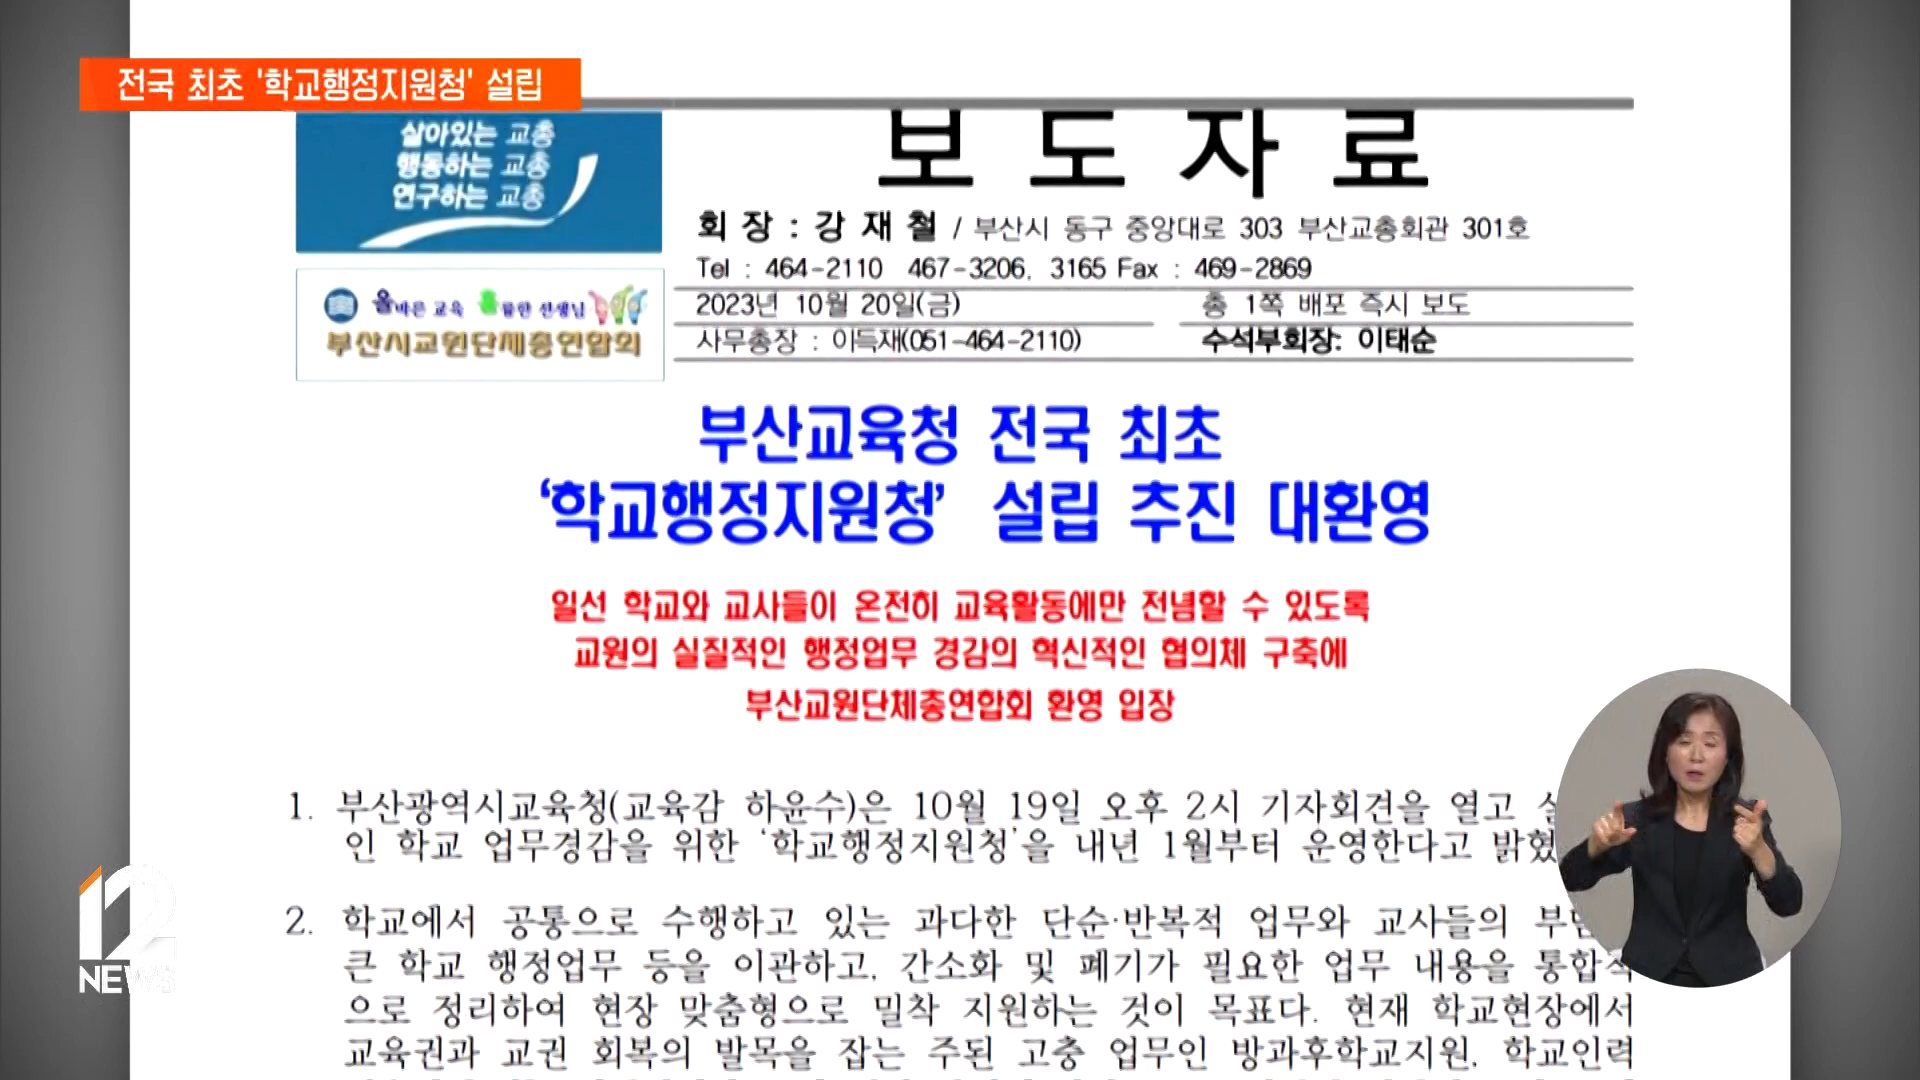 전국 최초 '학교행정지원청' 설립
보 도 자 료
살아있는 교총
행동하는 교총
연구하는 교총
회 장 : 강 재 철 / 부산시 동구 중앙대로 303 부산교총회관 301호
Tel : 464-2110 467-3206, 3165 Fax : 469-2869
2023년 10월 20일(금) 총 1쪽 배포 즉시 보도
사무총장 : 이득재(051-464-2110) 수석부회장: 이태순
올바른 교육 훌륭한 선생님
부산시교원단체총연합회
부산교육청 전국 최초
‘학교행정지원청’ 설립 추진 대환영
일선 학교와 교사들이 온전히 교육활동에만 전념할 수 있도록
교원의 실질적인 행정업무 경감의 혁신적인 협의체 구축에
부산교원단체총연합회 환영 입장
1. 부산광역시교육청(교육감 하윤수)은 10월 19일 오후 2시 기자회견을 열고
인 학교 업무경감을 위한 ‘학교행정지원청’을 내년 1월부터 운영한다고 밝혔
2. 학교에서 공통으로 수행하고 있는 과다한 단순·반복적 업무와 교사들의
큰 학교 행정업무 등을 이관하고, 간소화 및 폐기가 필요한 업무 내용을 통합적
으로 정리하여 현장 맞춤형으로 밀착 지원하는 것이 목표다. 현재 학교현장에서
교육권과 교권 회복의 발목을 잡는 주된 고충 업무인 방과후학교지원, 학교인력
12
NEWS